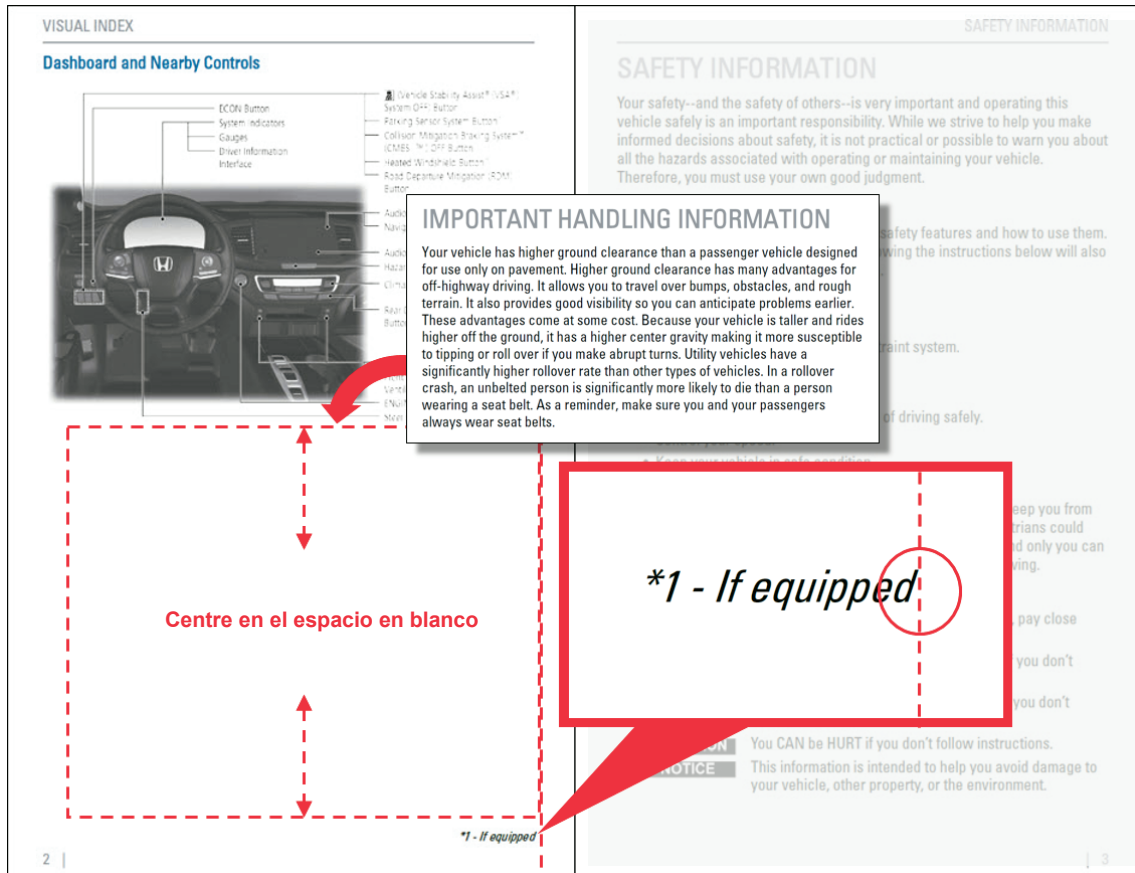 VISUAL INDEX
Dashboard and Nearby Controls
ECON Button
System Indicators
Gauges
Driver Information
Interface
(Vehicle Stability Assist® (VSA®)
System OFF) Button
Parking Sensor System Button
Collision Mitigation Braking System™
(CMBS™) OFF Button
Heated Windshield Button
Road Departure Mitigation (RDM)
Button
Audio
Audio
ENGIN
Steer
Centre en el espacio en blanco
*1 - If equipped
2 |
IMPORTANT HANDLING INFORMATION
Your vehicle has higher ground clearance than a passenger vehicle designed
for use only on pavement. Higher ground clearance has many advantages for
off-highway driving. It allows you to travel over bumps, obstacles, and rough
terrain. It also provides good visibility so you can anticipate problems earlier.
These advantages come at some cost. Because your vehicle is taller and rides
higher off the ground, it has a higher center gravity making it more susceptible
to tipping or roll over if you make abrupt turns. Utility vehicles have a
significantly higher rollover rate than other types of vehicles. In a rollover
crash, an unbelted person is significantly more likely to die than a person
wearing a seat belt. As a reminder, make sure you and your passengers
always wear seat belts.
*1 - If equipped
SAFETY INFORMATION
SAFETY INFORMATION
Your safety--and the safety of others--is very important and operating this
vehicle safely is an important responsibility. While we strive to help you make
informed decisions about safety, it is not practical or possible to warn you about
all the hazards associated with operating or maintaining your vehicle.
Therefore, you must use your own good judgment.
safety features and how to use them.
wing the instructions below will also
raint system.
of driving safely.
• Keep your vehicle in safe condition
eep you from
trians could
nd only you can
ving.
, pay close
you don't
you don't
ON You CAN be HURT if you don't follow instructions.
NOTICE This information is intended to help you avoid damage to
your vehicle, other property, or the environment.
| 3